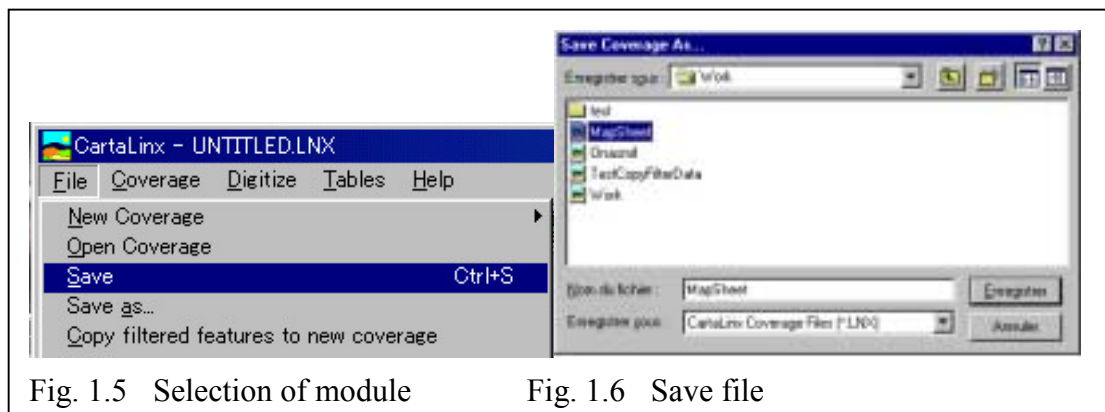 CartaLinx - UNTITLED.LNX
File Coverage Digitize Tables Help
New Coverage
Open Coverage
Save Ctrl+S
Save as...
Copy filtered features to new coverage
Save Coverage As...
Enregistrer sous : Work
test
MapSheet
TestCopyFilterData
Work
Nom du fichier : MapSheet Enregistrer
Enregistrer sous : CartaLinx Coverage Files (*.LNX) Annuler
Fig. 1.5 Selection of module Fig. 1.6 Save file